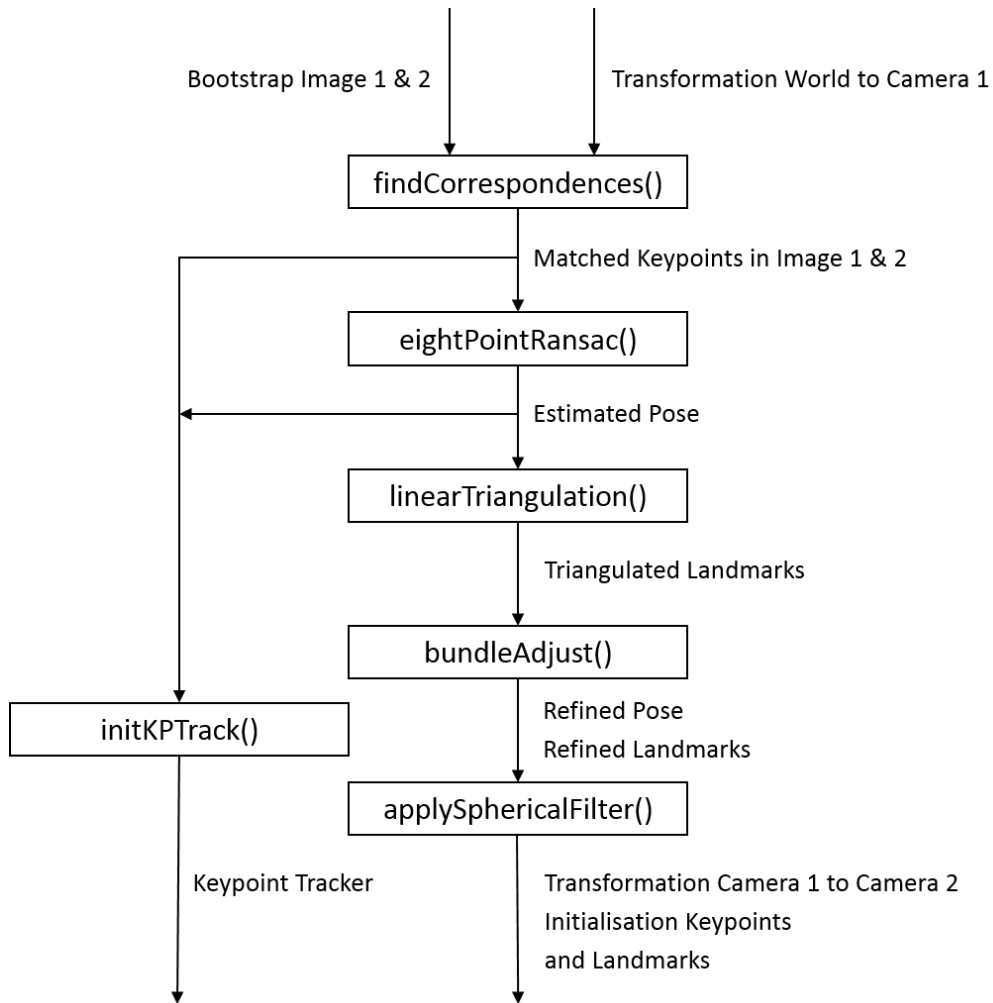 Bootstrap Image 1 & 2
Transformation World to Camera 1
findCorrespondences()
Matched Keypoints in Image 1 & 2
eightPointRansac()
Estimated Pose
linearTriangulation()
Triangulated Landmarks
bundleAdjust()
Refined Pose
initKPTrack()
Refined Landmarks
applySphericalFilter()
Keypoint Tracker
Transformation Camera 1 to Camera 2
Initialisation Keypoints
and Landmarks